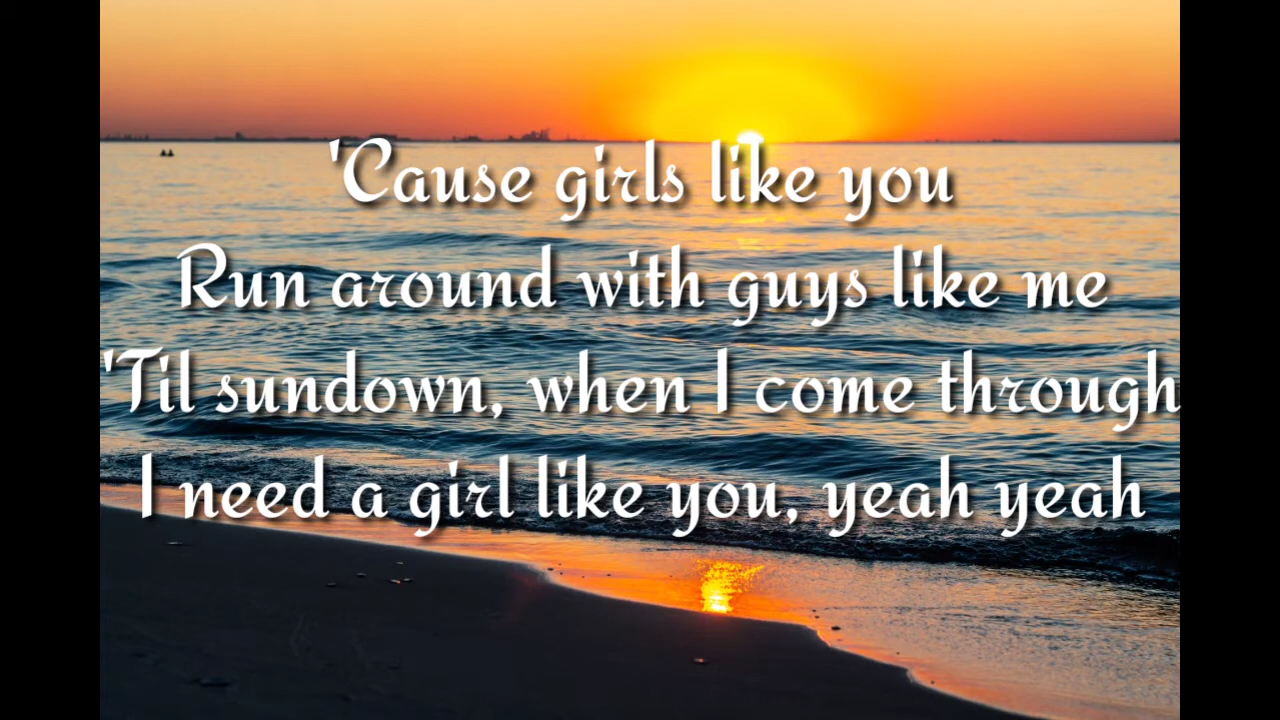 'Cause girls like you
Run around with guys like me
'Til sundown, when I come through
I need a girl like you, yeah yeah